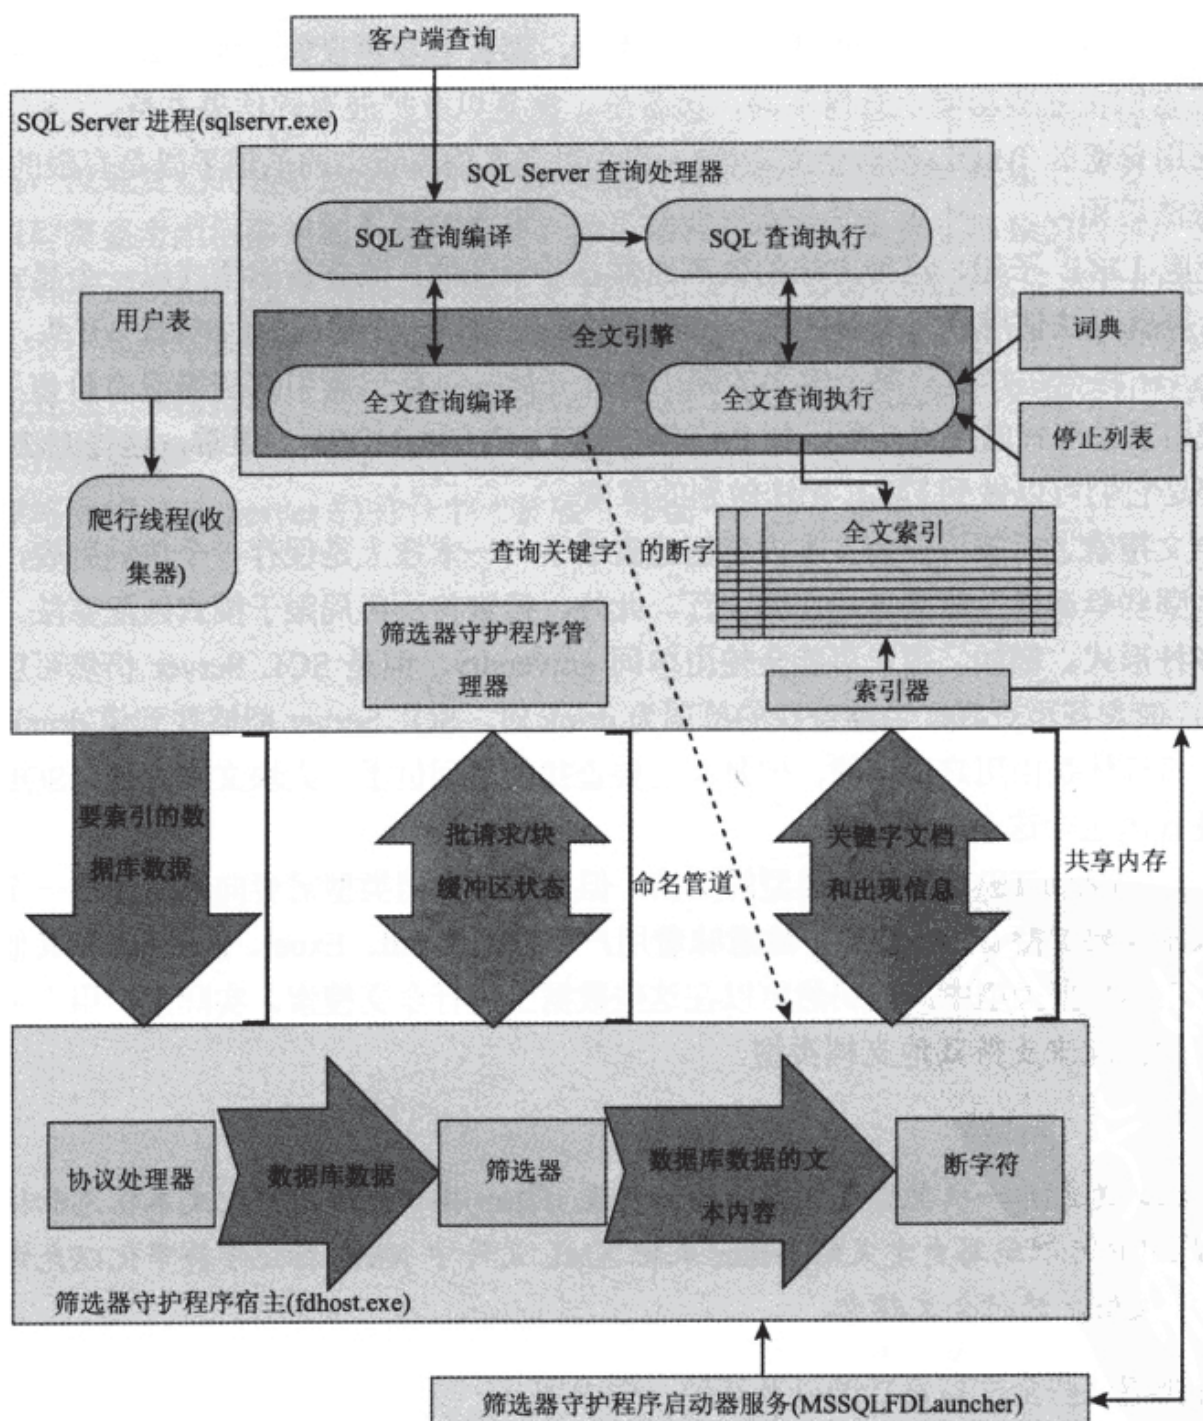 客户端查询
SQL Server 进程(sqlservr.exe)
SQL Server 查询处理器
SQL 查询编译
SQL 查询执行
用户表
全文引擎
词典
全文查询编译
全文查询执行
停止列表
爬行线程(收
集器)
全文索引
查询关键字 的断字
筛选器守护程序管
理器
索引器
要索引的数
据库数据
批请求/块
缓冲区状态
命名管道
关键字文档
和出现信息
共享内存
协议处理器
数据库数据
筛选器
数据库数据的文
本内容
断字符
筛选器守护程序宿主(fdhost.exe)
筛选器守护程序启动器服务(MSSQLFDLauncher)